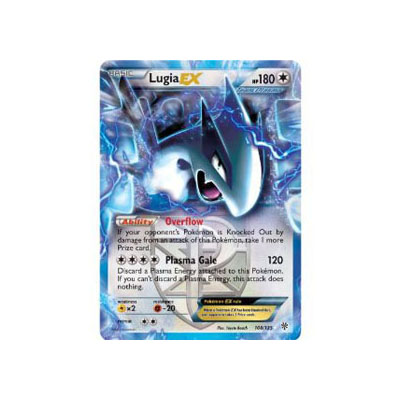 BASIC
Lugia EX
HP180
Ability Overflow
If your opponent's Pokémon is Knocked Out by
damage from an attack of this Pokémon, take 1 more
Prize card.
Plasma Gale 120
Discard a Plasma Energy attached to this Pokémon.
If you can't discard a Plasma Energy, this attack does
nothing.
weakness
×2
resistance
-20
Pokémon EX rule
108/135